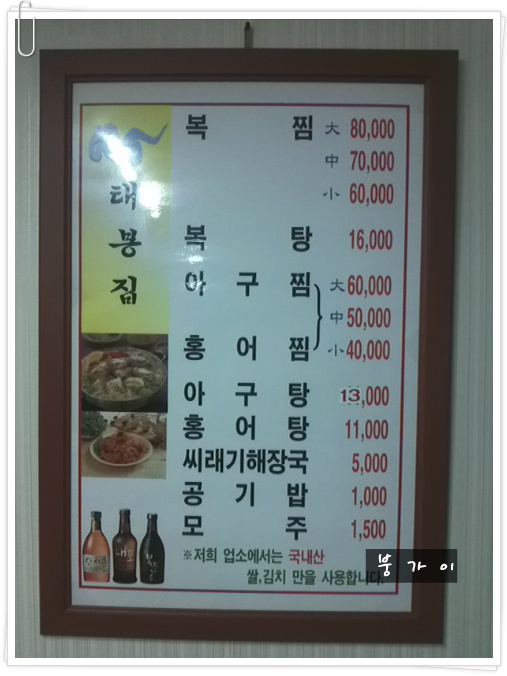 태
봉
집
복 찜 大 80,000
中 70,000
小 60,000
복 탕 16,000
아 구 찜 大 60,000
中 50,000
홍 어 찜 小 40,000
아 구 탕 13,000
홍 어 탕 11,000
씨래기해장국 5,000
공 기 밥 1,000
모 주 1,500
※저희 업소에서는 국내산
쌀,김치 만을 사용합니다.
붕 가 이